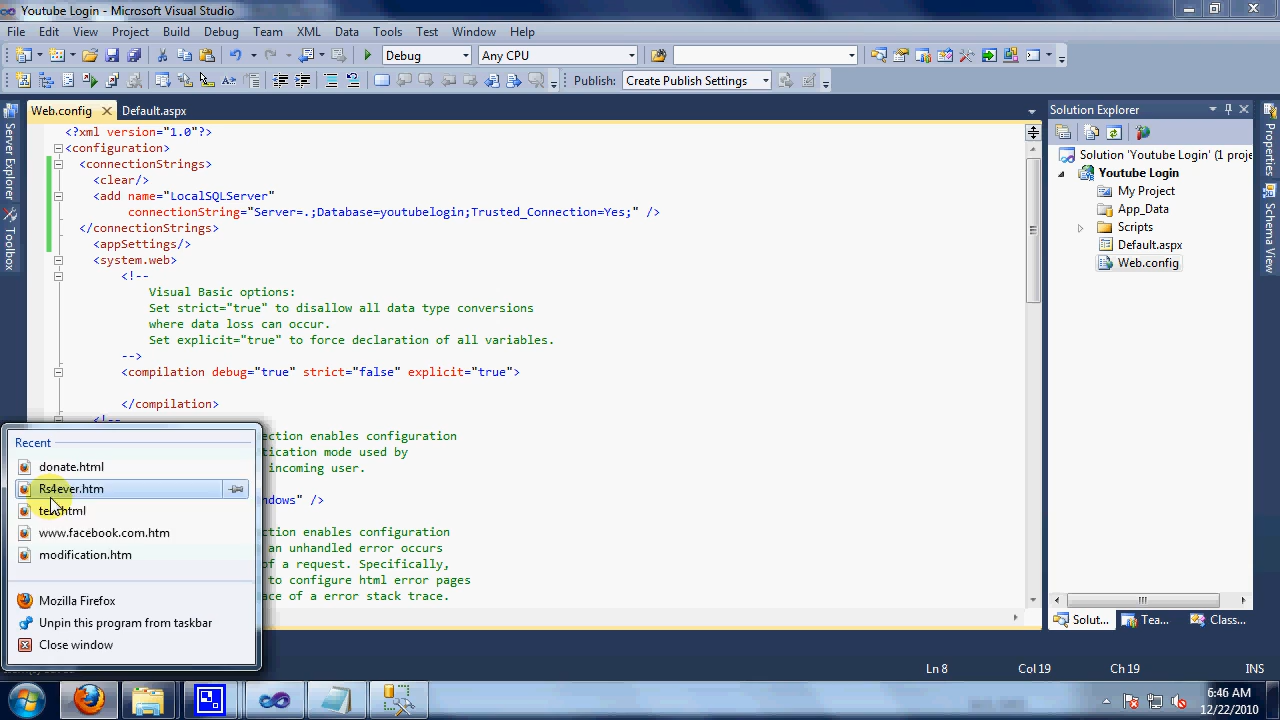 Youtube Login - Microsoft Visual Studio
File Edit View Project Build Debug Team XML Data Tools Test Window Help
Debug Any CPU
Publish: Create Publish Settings
Web.config Default.aspx
<?xml version="1.0"?>
<configuration>
<connectionStrings>
<clear/>
<add name="LocalSQLServer"
connectionString="Server=.;Database=youtubelogin;Trusted_Connection=Yes;" />
</connectionStrings>
<appSettings/>
<system.web>
<!--
Visual Basic options:
Set strict="true" to disallow all data type conversions
where data loss can occur.
Set explicit="true" to force declaration of all variables.
-->
<compilation debug="true" strict="false" explicit="true">
</compilation>
<!--
ection enables configuration
tication mode used by
incoming user.
ndows" />
ection enables configuration
an unhandled error occurs
of a request. Specifically,
to configure html error pages
ace of a error stack trace.
Server Explorer
Toolbox
Solution Explorer
Solution 'Youtube Login' (1 proje
Youtube Login
My Project
App_Data
Scripts
Default.aspx
Web.config
Solut... Tea... Class...
Properties
Schema View
Recent
donate.html
Rs4ever.htm
www.facebook.com.htm
modification.htm
Mozilla Firefox
Unpin this program from taskbar
Close window
Ln 8 Col 19 Ch 19 INS
6:46 AM
12/22/2010